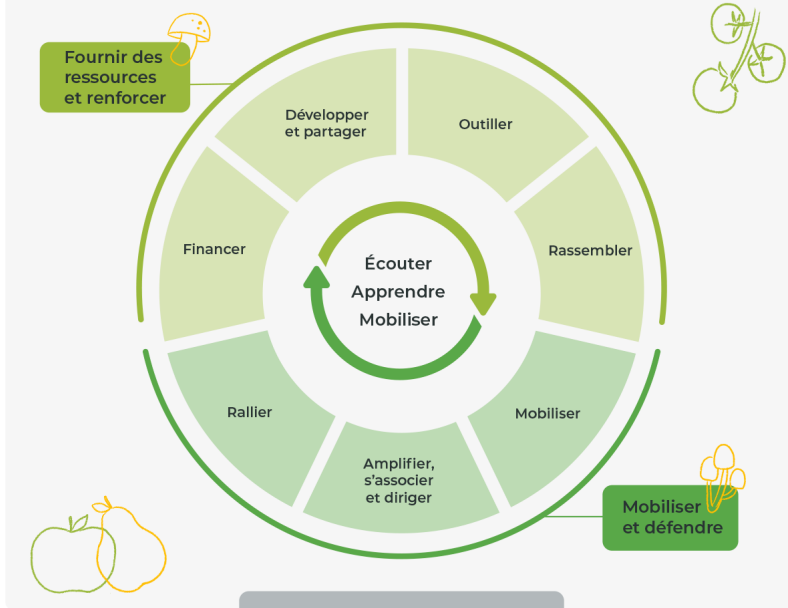 Fournir des
ressources
et renforcer
Développer
et partager
Outiller
Financer
Rassembler
Écouter
Apprendre
Mobiliser
Rallier
Mobiliser
Amplifier,
s'associer
et diriger
Mobiliser
et défendre